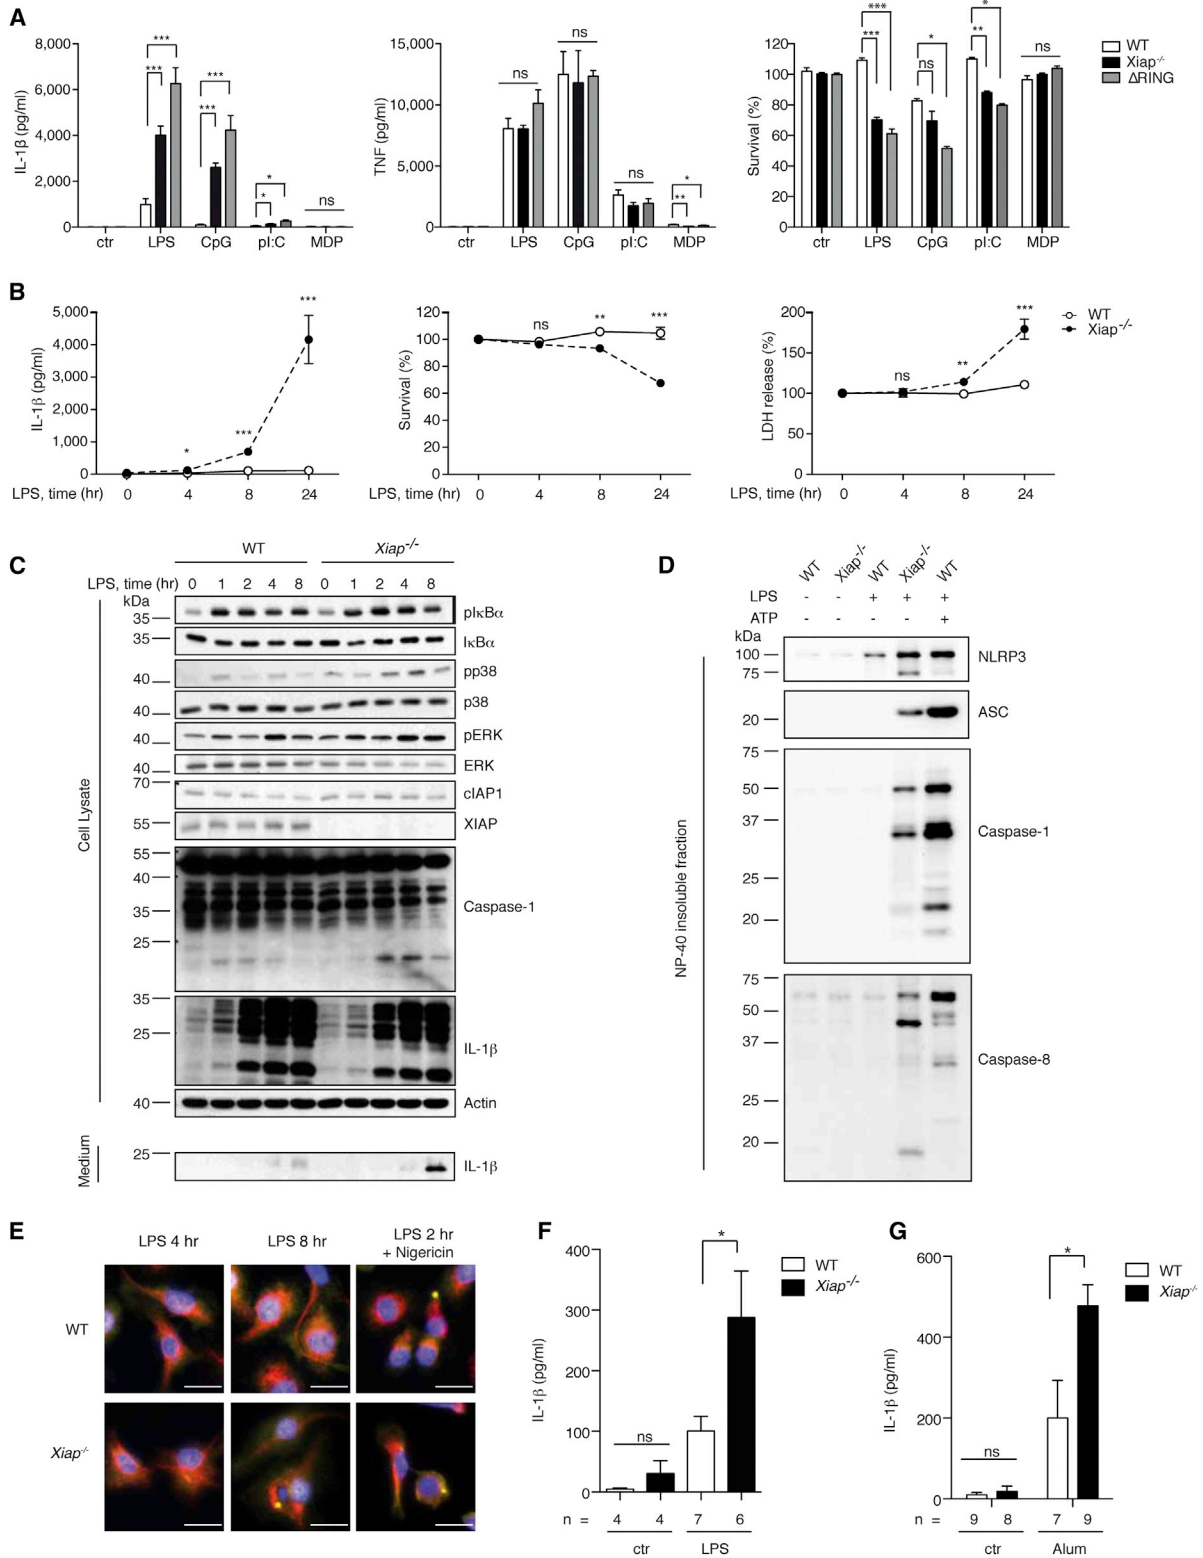 A
8,000
6,000
4,000
2,000
0
IL-1β (pg/ml)
***
***
***
***
*
*
ns
ctr LPS CpG pI:C MDP
15,000
10,000
5,000
0
TNF (pg/ml)
ns
ns
ns
*
**
ctr LPS CpG pI:C MDP
120
100
80
60
40
20
0
Survival (%)
***
***
*
ns
*
**
ns
ctr LPS CpG pI:C MDP
WT
Xiap-/-
ΔRING
B
5,000
4,000
3,000
2,000
1,000
0
IL-1β (pg/ml)
*
***
***
LPS, time (hr) 0 4 8 24
120
100
80
60
40
20
0
Survival (%)
ns
**
***
LPS, time (hr) 0 4 8 24
200
150
100
50
0
LDH release (%)
ns
**
***
LPS, time (hr) 0 4 8 24
WT
Xiap-/-
C
WT Xiap-/-
LPS, time (hr) 0 1 2 4 8 0 1 2 4 8
kDa
35 pIκBα
35 IκBα
40 pp38
40 p38
40 pERK
40 ERK
70 cIAP1
55 XIAP
55
40
35 Caspase-1
25
35
25 IL-1β
40 Actin
25 IL-1β
Cell Lysate
Medium
D
WT Xiap-/- WT Xiap-/- WT
LPS - - + + +
ATP - - - - +
kDa
100 NLRP3
75
20 ASC
75
50
37 Caspase-1
25
20
75
50
37
Caspase-8
25
20
NP-40 insoluble fraction
E
LPS 4 hr LPS 8 hr LPS 2 hr
+ Nigericin
WT
Xiap-/-
F
400
300
200
100
0
IL-1β (pg/ml)
ns
*
WT
Xiap-/-
n = 4 4 7 6
ctr LPS
G
600
400
200
0
IL-1β (pg/ml)
ns
*
WT
Xiap-/-
n = 9 8 7 9
ctr Alum